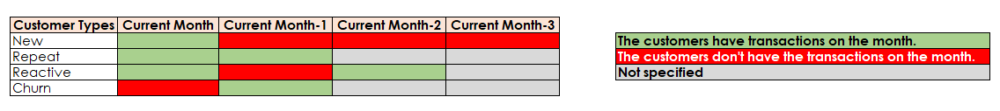 Customer Types Current Month Current Month-1 Current Month-2 Current Month-3
New
Repeat
Reactive
Churn
The customers have transactions on the month.
The customers don't have the transactions on the month.
Not specified